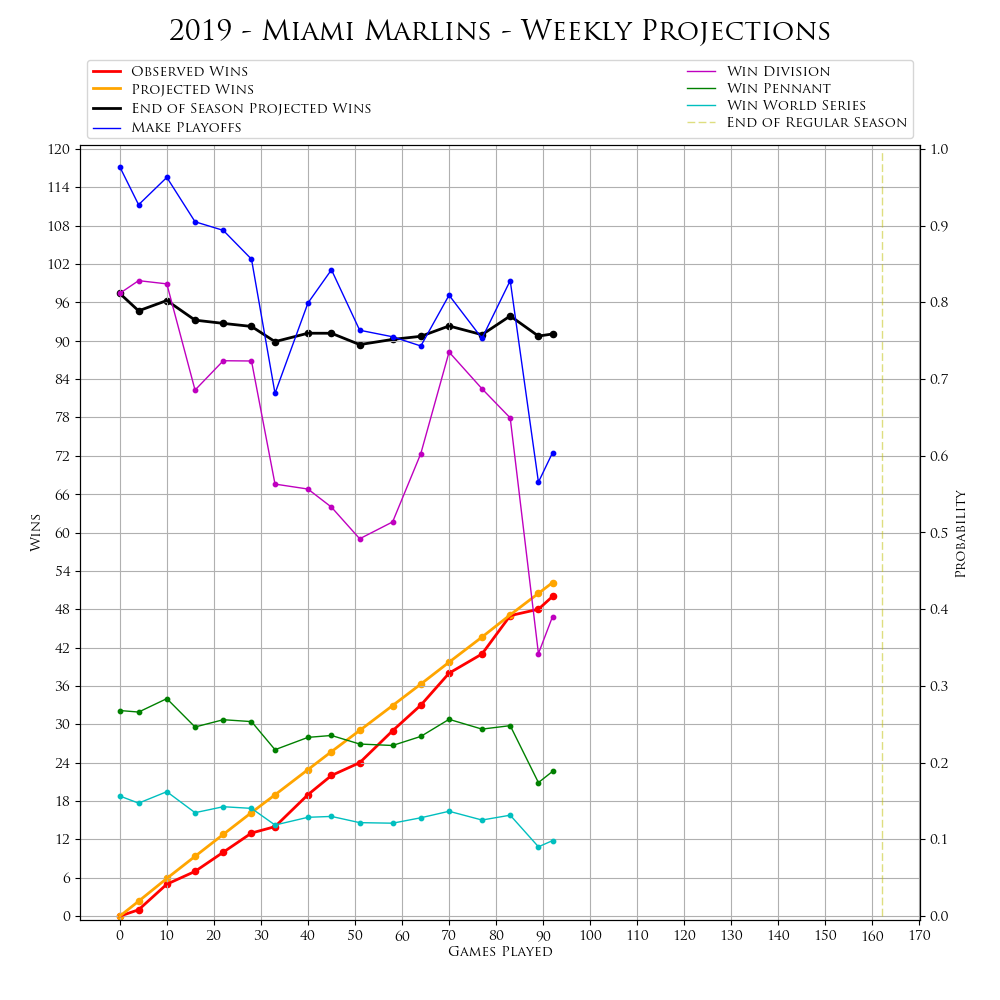 2019 - Miami Marlins - Weekly Projections
Observed Wins
Projected Wins
End of Season Projected Wins
Make Playoffs
Win Division
Win Pennant
Win World Series
End of Regular Season
120
114
108
102
96
90
84
78
72
66
60
54
48
42
36
30
24
18
12
6
0
Wins
1.0
0.9
0.8
0.7
0.6
0.5
0.4
0.3
0.2
0.1
0.0
Probability
0 10 20 30 40 50 60 70 80 90 100 110 120 130 140 150 160 170
Games Played